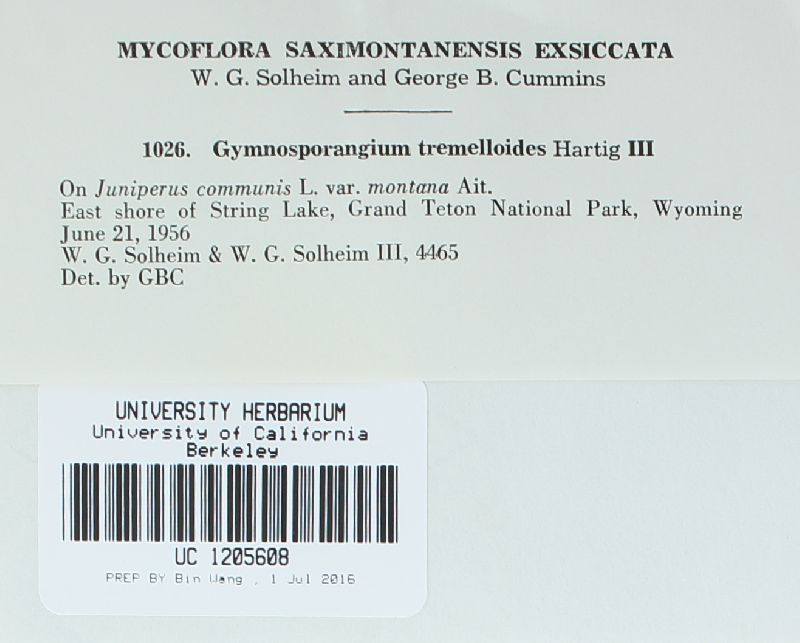 MYCOFLORA SAXIMONTANENSIS EXSICCATA
W. G. Solheim and George B. Cummins
1026. Gymnosporangium tremelloides Hartig III
On Juniperus communis L. var. montana Ait.
East shore of String Lake, Grand Teton National Park, Wyoming
June 21, 1956
W. G. Solheim & W. G. Solheim III, 4465
Det. by GBC
UNIVERSITY HERBARIUM
University of California
Berkeley
UC 1205608
PREP BY Bin Wang , 1 Jul 2016